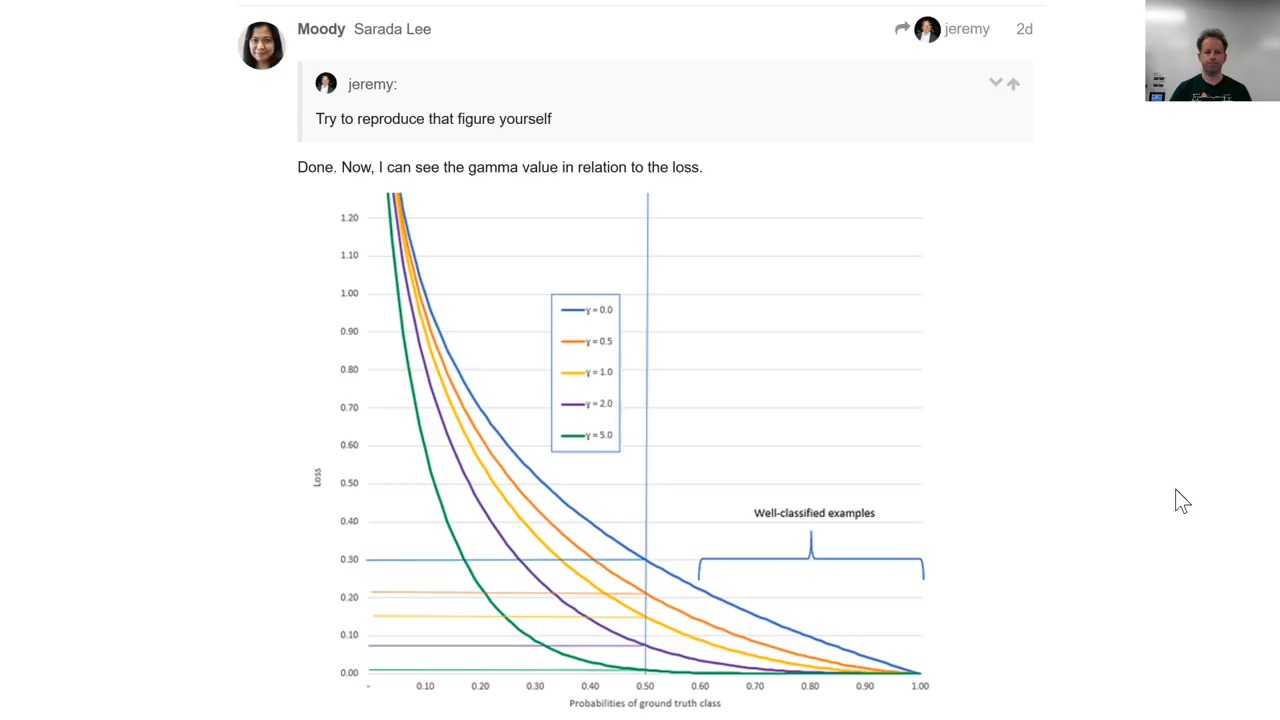 Moody Sarada Lee
jeremy 2d
jeremy:
Try to reproduce that figure yourself
Done. Now, I can see the gamma value in relation to the loss.
1.20
1.10
1.00
0.90
0.80
0.70
0.60
0.50
0.40
0.30
0.20
0.10
0.00
Loss
γ = 0.0
γ = 0.5
γ = 1.0
γ = 2.0
γ = 5.0
Well-classified examples
- 0.10 0.20 0.30 0.40 0.50 0.60 0.70 0.80 0.90 1.00
Probabilities of ground truth class